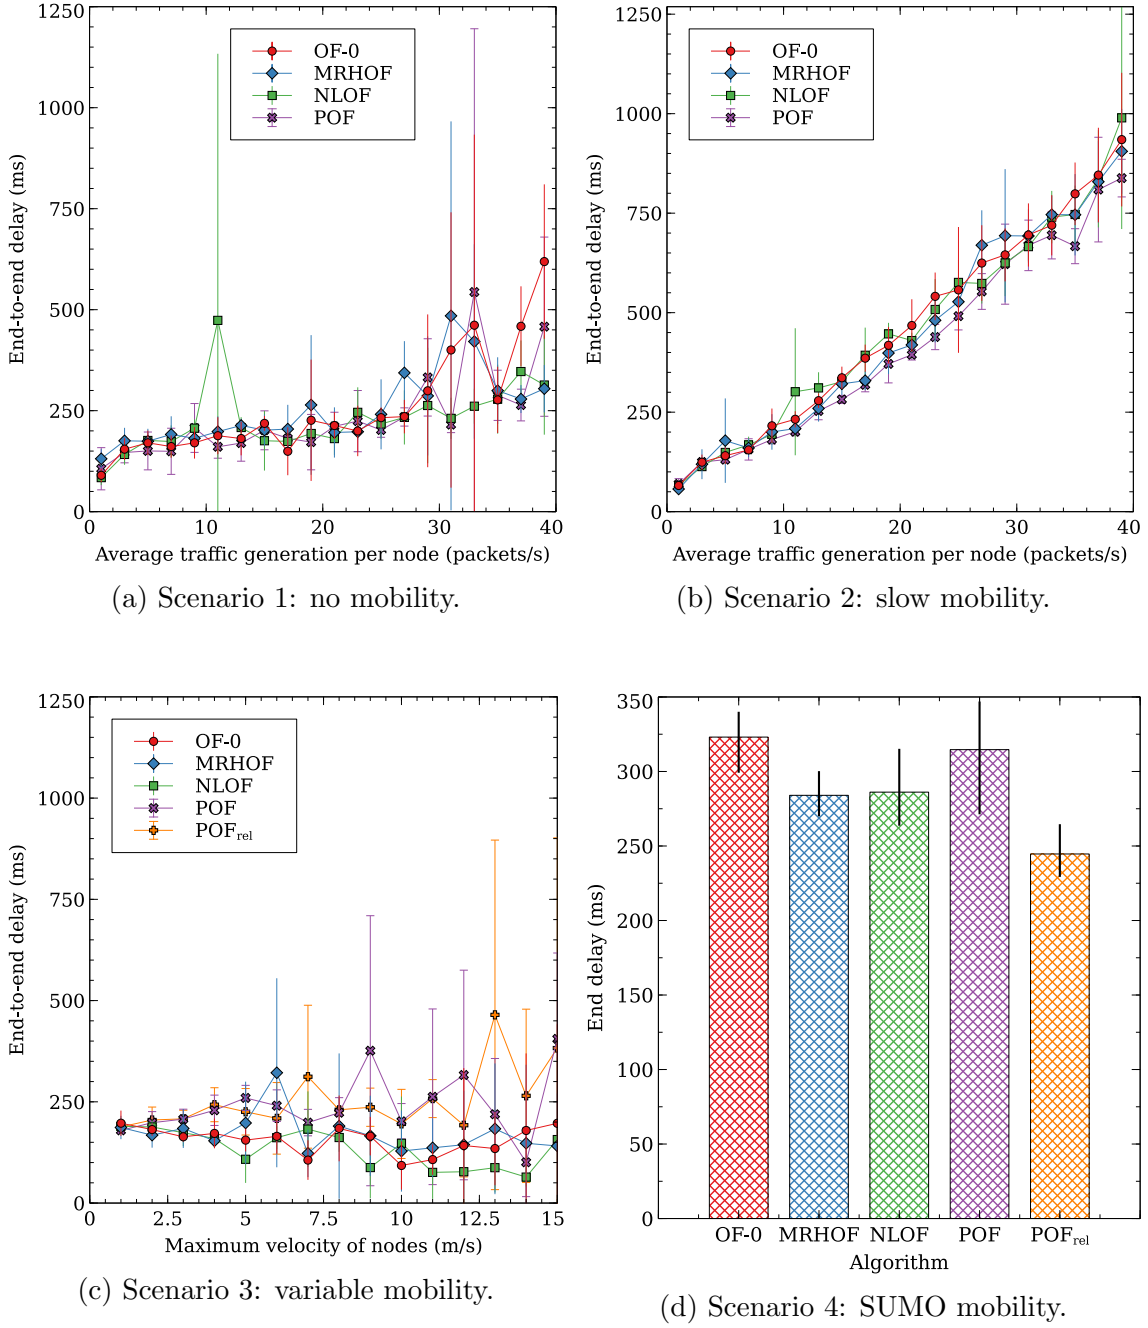 1250
1000
750
500
250
0
End-to-end delay (ms)
OF-0
MRHOF
NLOF
POF
0
10
20
30
40
Average traffic generation per node (packets/s)
(a) Scenario 1: no mobility.
1250
1000
750
500
250
0
End-to-end delay (ms)
OF-0
MRHOF
NLOF
POF
0
10
20
30
40
Average traffic generation per node (packets/s)
(b) Scenario 2: slow mobility.
1250
1000
750
500
250
0
End-to-end delay (ms)
OF-0
MRHOF
NLOF
POF
POFrel
0
2.5
5
7.5
10
12.5
15
Maximum velocity of nodes (m/s)
(c) Scenario 3: variable mobility.
350
300
250
200
150
100
50
0
End delay (ms)
OF-0
MRHOF
NLOF
POF
POFrel
Algorithm
(d) Scenario 4: SUMO mobility.